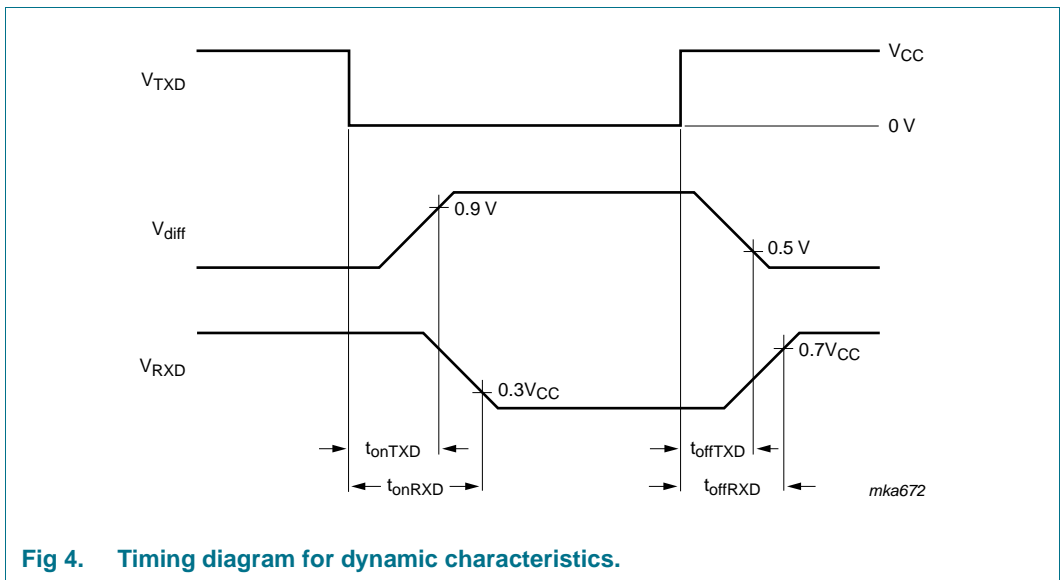 VTXD
VCC
0 V
Vdiff
0.9 V
0.5 V
VRXD
0.3VCC
0.7VCC
tonTXD
toffTXD
tonRXD
toffRXD
mka672
Fig 4. Timing diagram for dynamic characteristics.